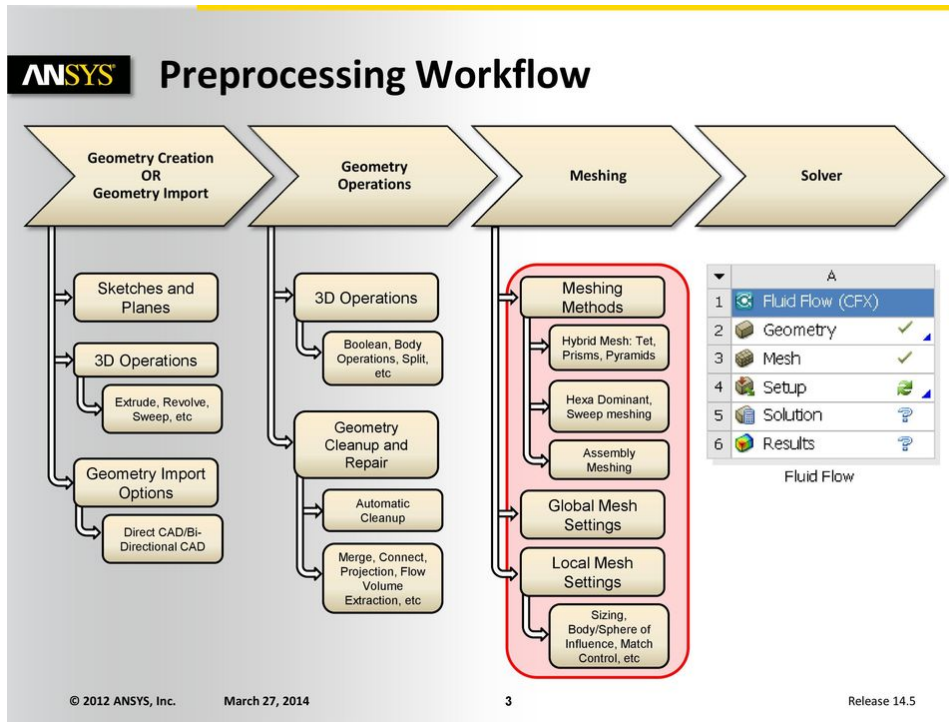 ANSYS®
Preprocessing Workflow
Geometry Creation
OR
Geometry Import
Geometry
Operations
Meshing
Solver
Sketches and
Planes
3D Operations
Extrude, Revolve,
Sweep, etc
Geometry Import
Options
Direct CAD/Bi-
Directional CAD
3D Operations
Boolean, Body
Operations, Split,
etc
Geometry
Cleanup and
Repair
Automatic
Cleanup
Merge, Connect,
Projection, Flow
Volume
Extraction, etc
Meshing
Methods
Hybrid Mesh: Tet,
Prisms, Pyramids
Hexa Dominant,
Sweep meshing
Assembly
Meshing
Global Mesh
Settings
Local Mesh
Settings
Sizing,
Body/Sphere of
Influence, Match
Control, etc
A
1 Fluid Flow (CFX)
2 Geometry
3 Mesh
4 Setup
5 Solution ?
6 Results ?
Fluid Flow
© 2012 ANSYS, Inc. March 27, 2014 3 Release 14.5